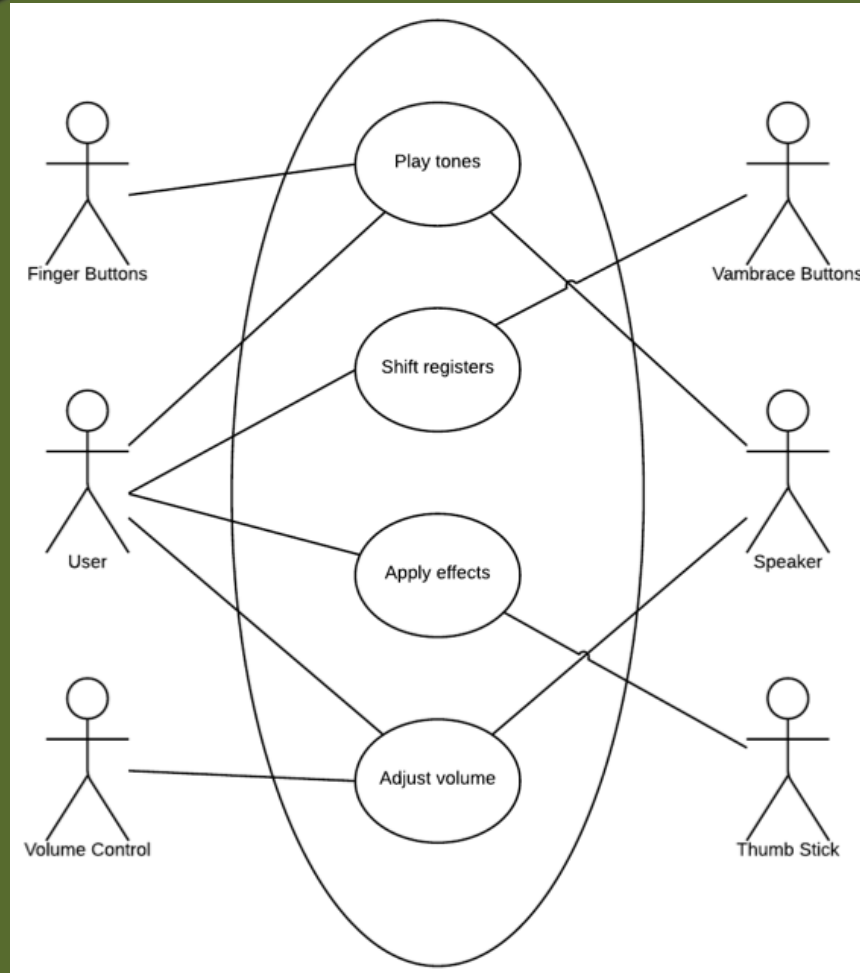 Play tones
Finger Buttons
Vambrace Buttons
Shift registers
User
Speaker
Apply effects
Adjust volume
Volume Control
Thumb Stick